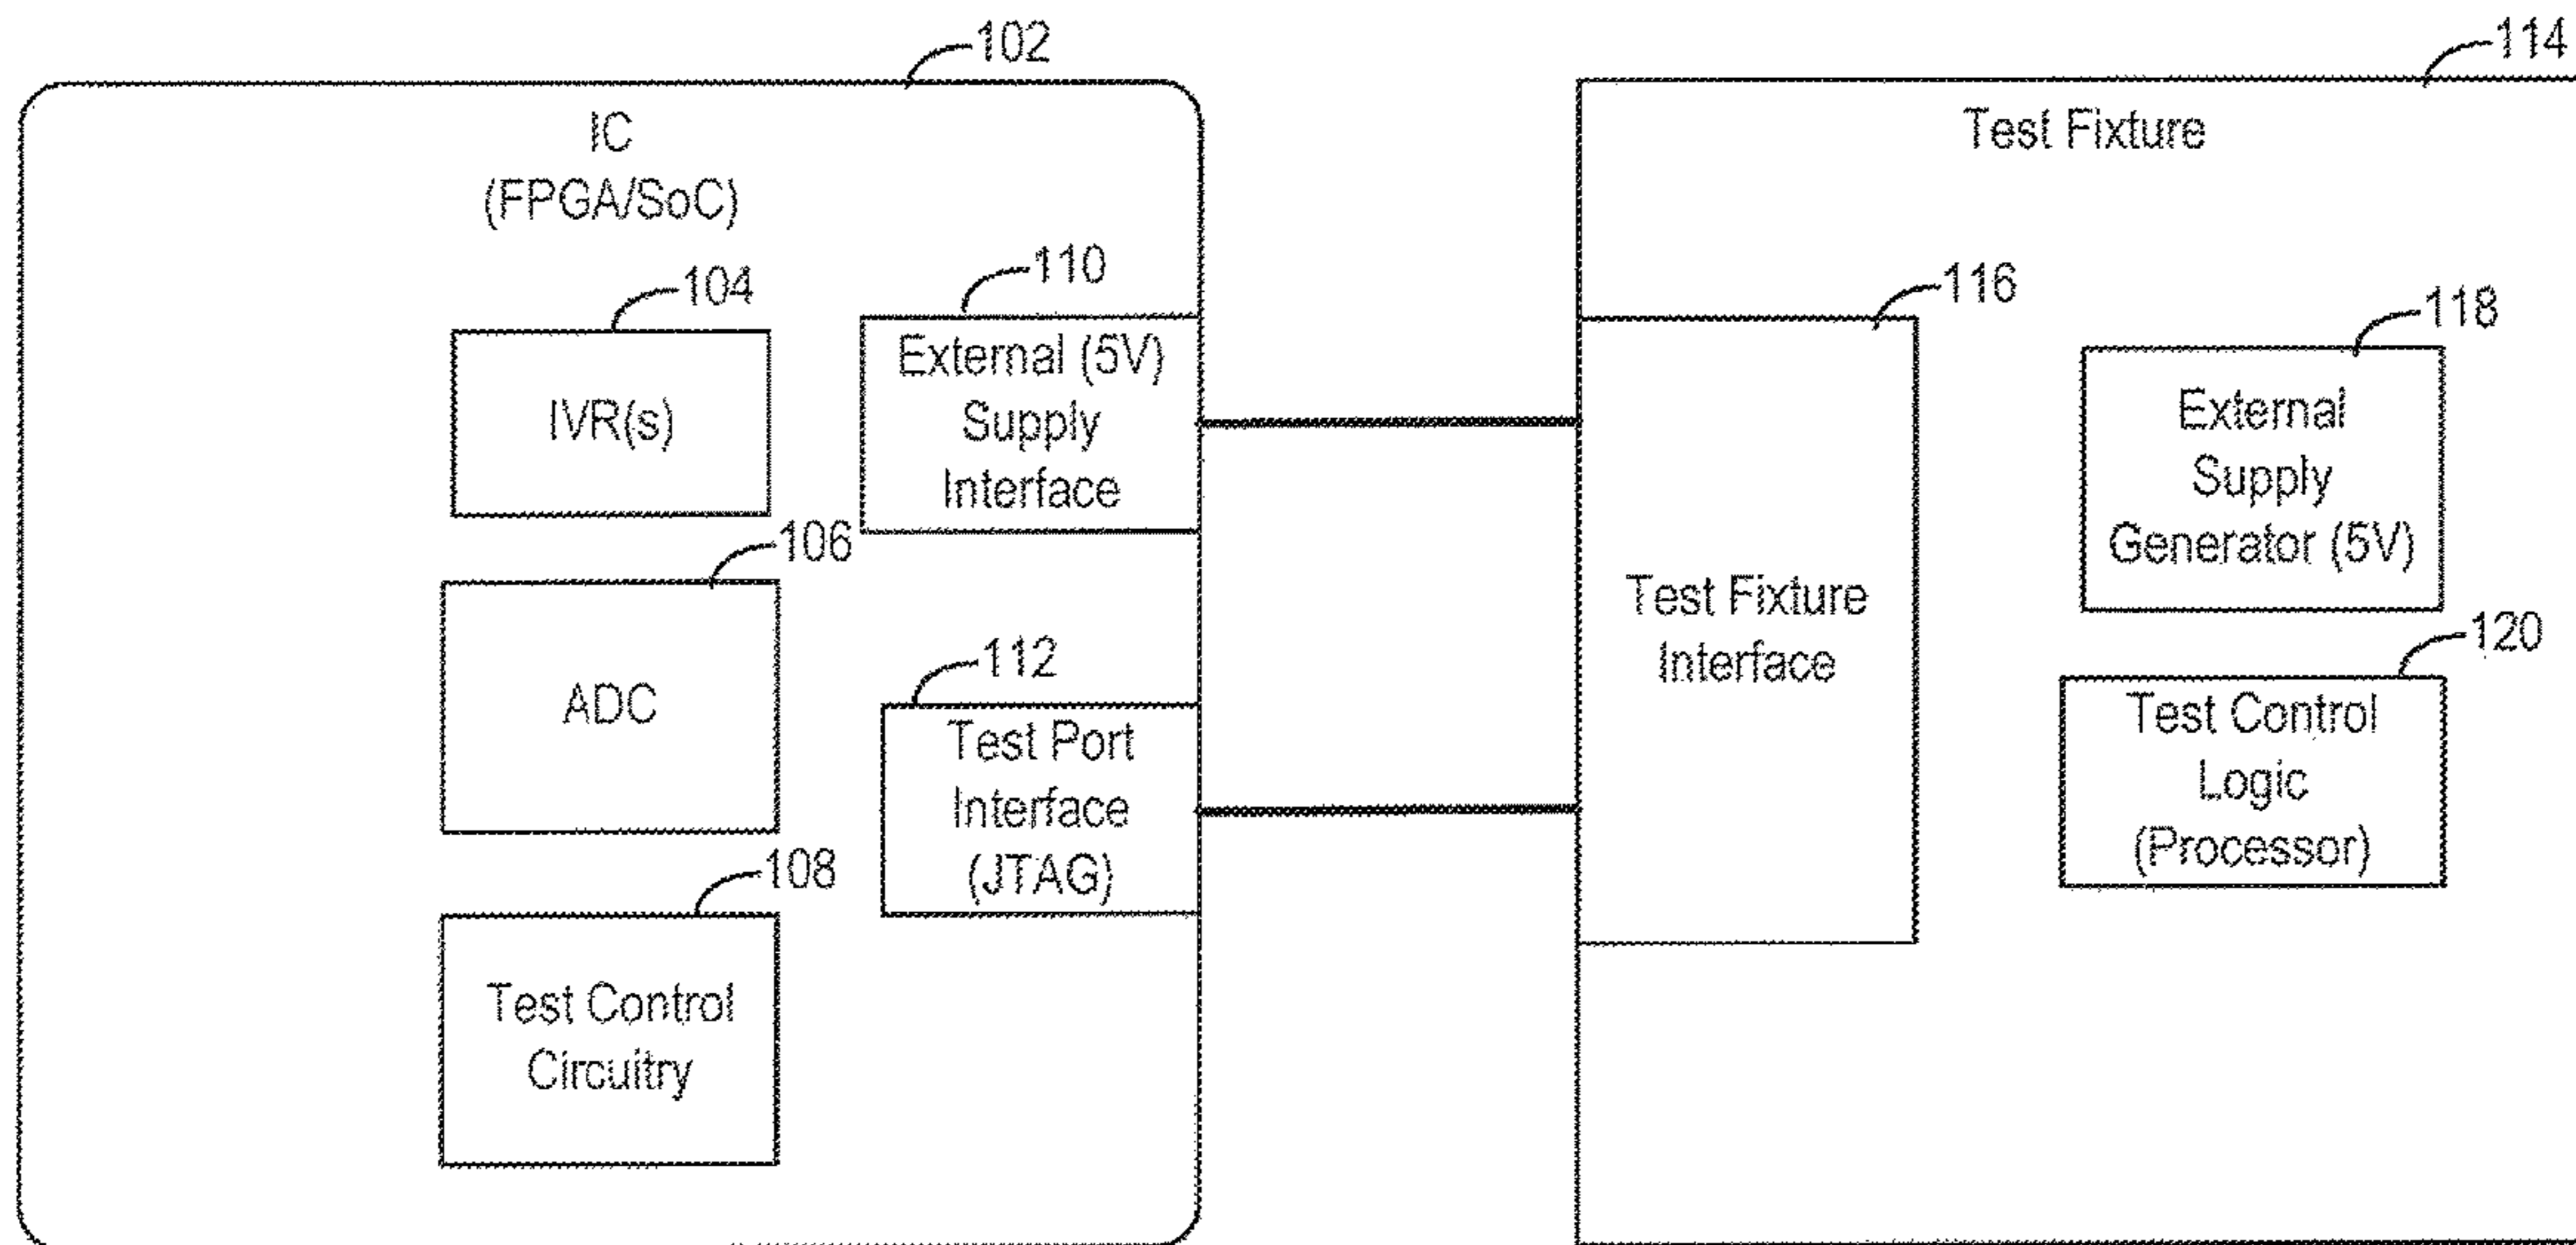 102
IC
(FPGA/SoC)
104
IVR(s)
110
External (5V)
Supply
Interface
106
ADC
112
Test Port
Interface
(JTAG)
108
Test Control
Circuitry
114
Test Fixture
116
Test Fixture
Interface
118
External
Supply
Generator (5V)
120
Test Control
Logic
(Processor)